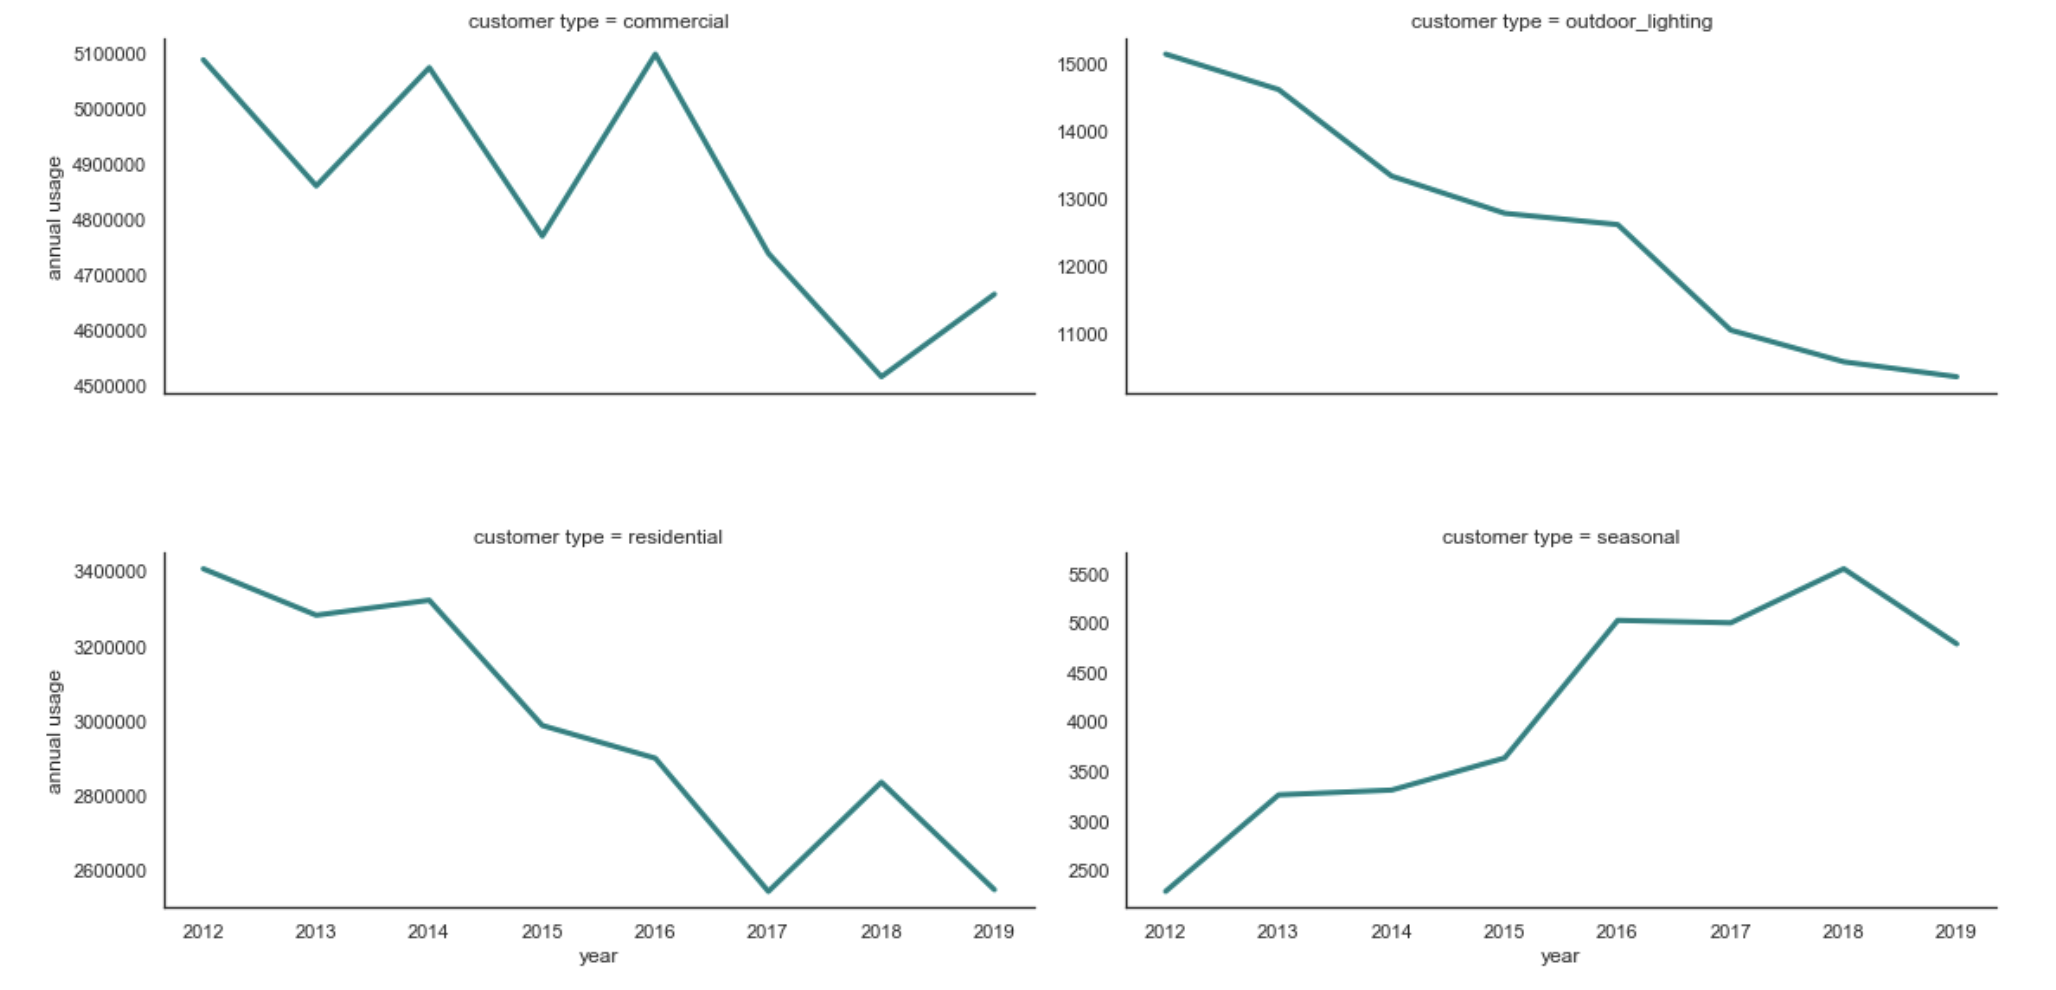 customer type = commercial
customer type = outdoor_lighting
5100000
5000000
4900000
4800000
4700000
4600000
4500000
annual usage
15000
14000
13000
12000
11000
customer type = residential
customer type = seasonal
3400000
3200000
3000000
2800000
2600000
annual usage
5500
5000
4500
4000
3500
3000
2500
2012 2013 2014 2015 2016 2017 2018 2019
year
2012 2013 2014 2015 2016 2017 2018 2019
year